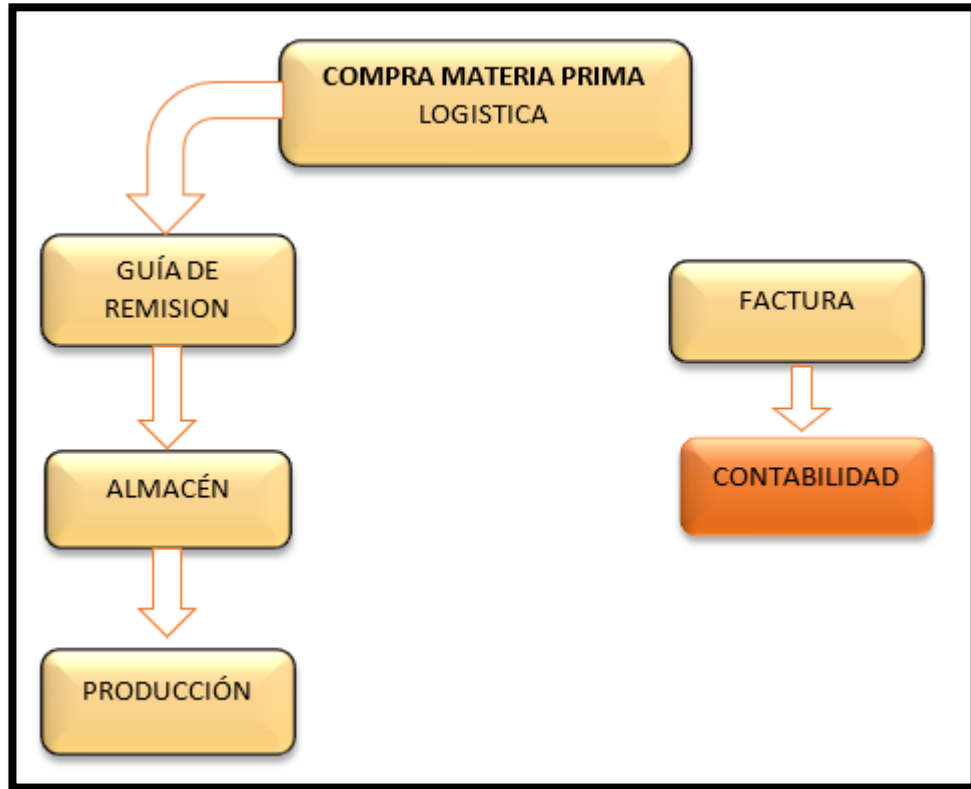 COMPRA MATERIA PRIMA
LOGISTICA
GUÍA DE
REMISION
FACTURA
ALMACÉN
CONTABILIDAD
PRODUCCIÓN